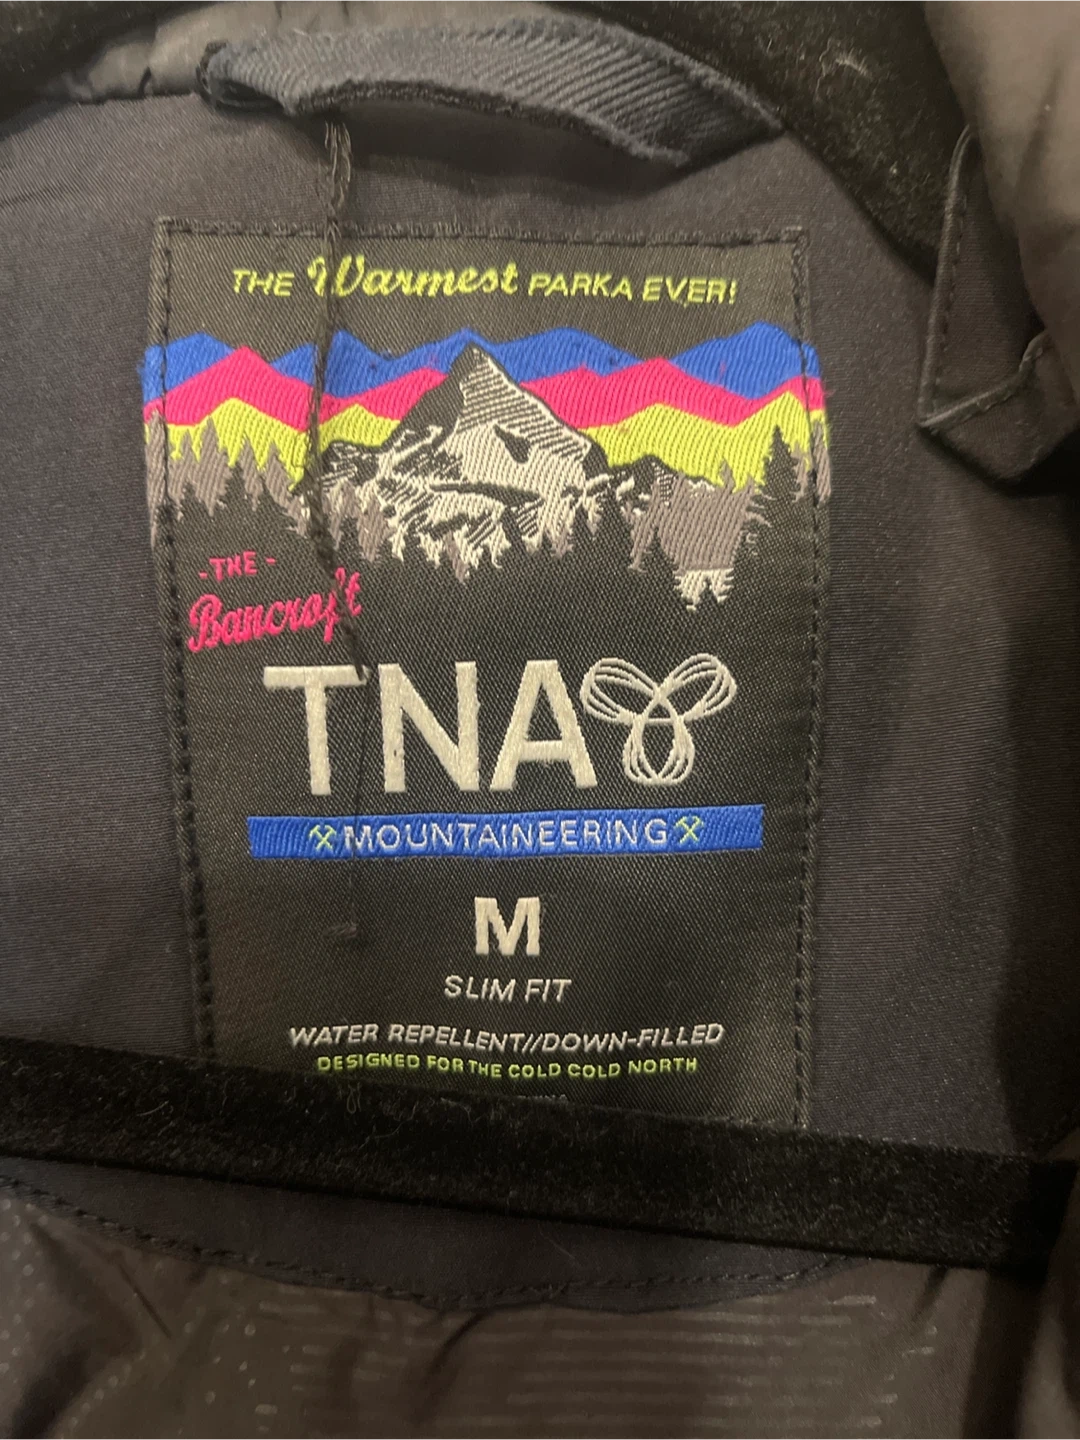 THE Warmest PARKA EVER!
-THE-
Bancroft
TNA
MOUNTAINEERING
M
SLIM FIT
WATER REPELLENT//DOWN-FILLED
DESIGNED FOR THE COLD COLD NORTH